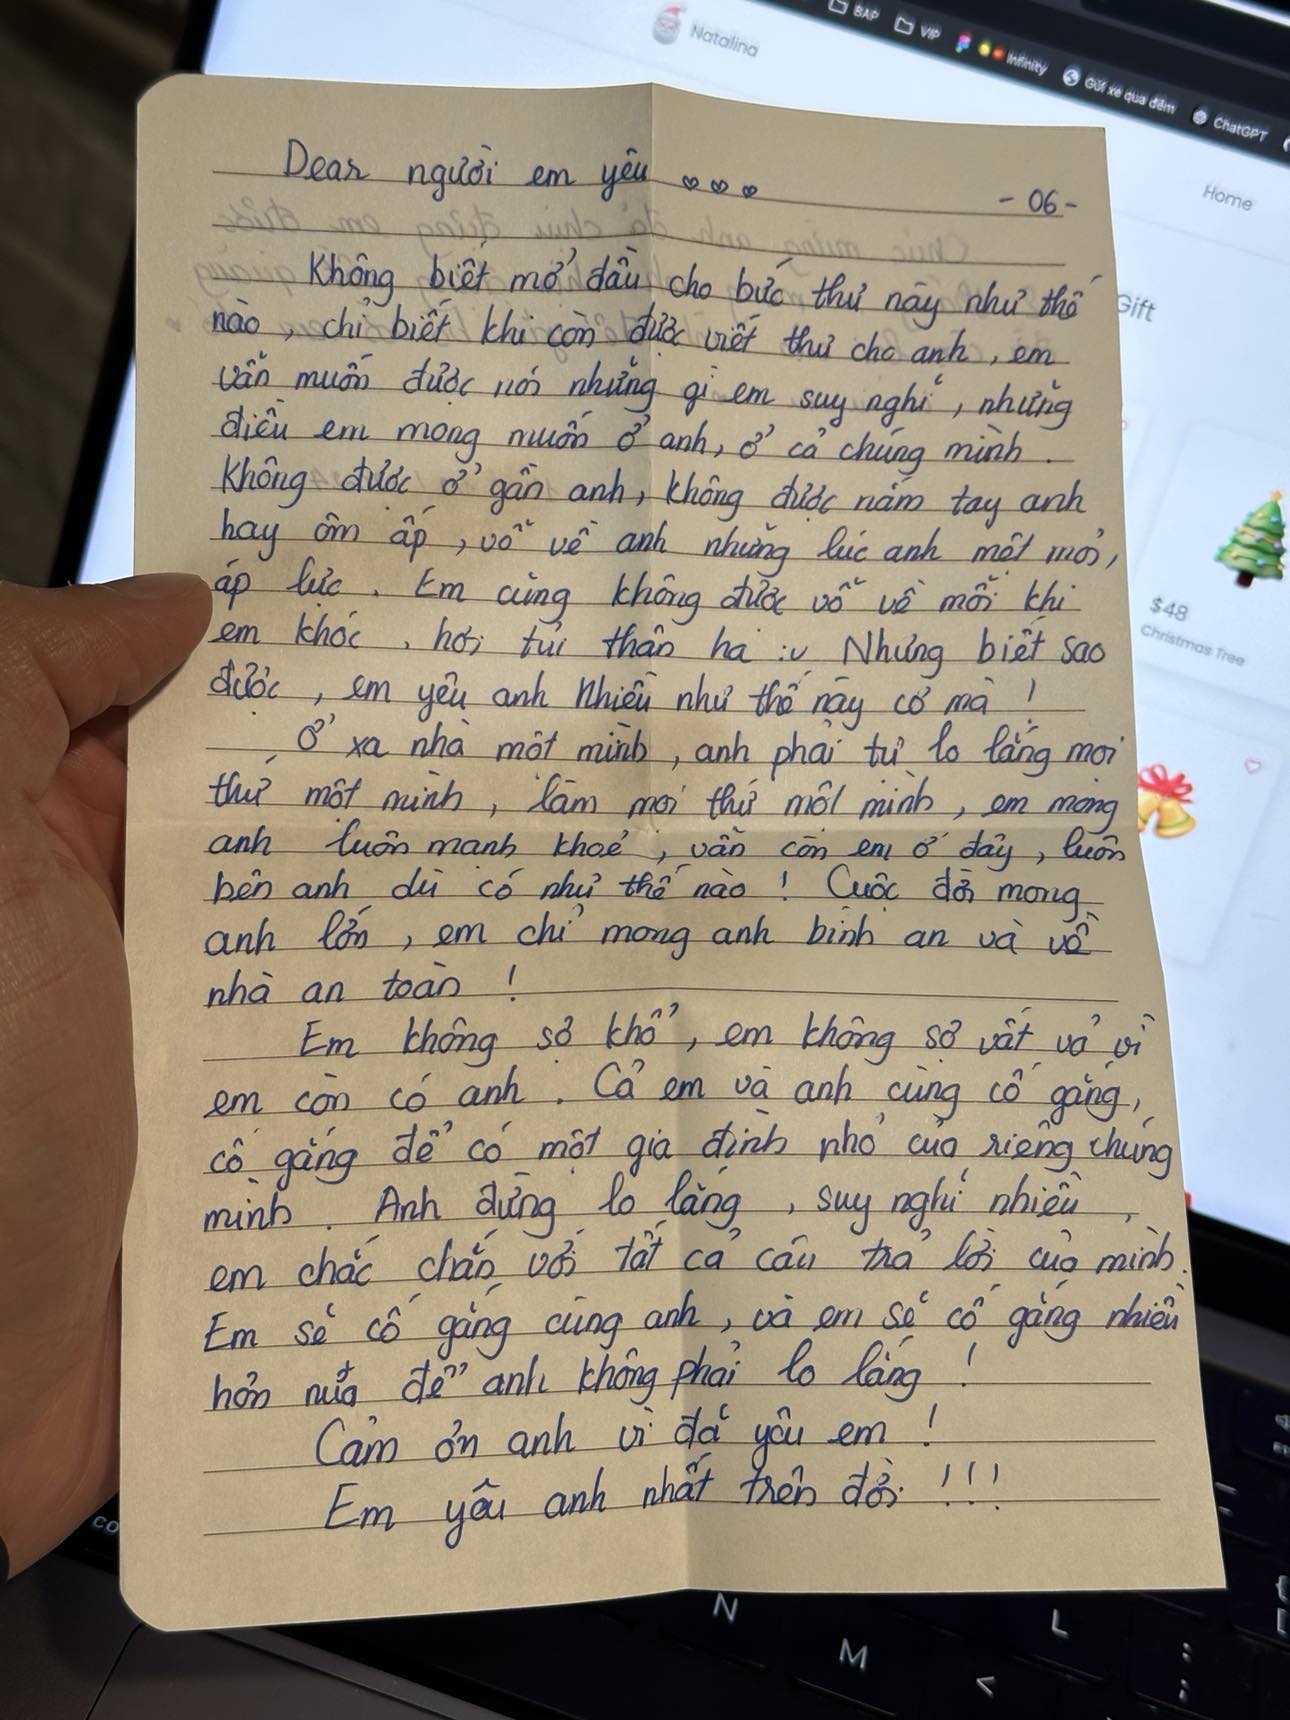 BAP
VIP
Infinity
Gửi xe qua đêm
ChatGPT
Natalina
Home
Gift
$48
Christmas Tree
Dear người em yêu ♡♡♡
- 06 -
Không biết mở đầu cho bức thư này như thế
nào, chỉ biết khi còn được viết thư cho anh, em
vẫn muốn được nói những gì em suy nghĩ, những
điều em mong muốn ở anh, ở cả chúng mình.
Không được ở gần anh, không được nắm tay anh
hay ôm ấp, vỗ về anh những lúc anh mệt mỏi,
áp lực. Em cũng không được vỗ về mỗi khi
em khóc, hơi tủi thân ha :v Nhưng biết sao
được, em yêu anh nhiều như thế này cơ mà !
Ở xa nhà một mình, anh phải tự lo lắng mọi
thứ một mình, làm mọi thứ một mình, em mong
anh luôn mạnh khoẻ, vẫn còn em ở đây, luôn
bên anh dù có như thế nào ! Cuộc đời mong
anh lớn, em chỉ mong anh bình an và về
nhà an toàn !
Em không sợ khổ, em không sợ vất vả vì
em còn có anh. Cả em và anh cùng cố gắng,
cố gắng để có một gia đình nhỏ của riêng chúng
mình. Anh đừng lo lắng, suy nghĩ nhiều,
em chắc chắn với tất cả câu trả lời của mình.
Em sẽ cố gắng cùng anh, và em sẽ cố gắng nhiều
hơn nữa để anh không phải lo lắng !
Cảm ơn anh vì đã yêu em !
Em yêu anh nhất trên đời !!!
N
M
L
<
:
;